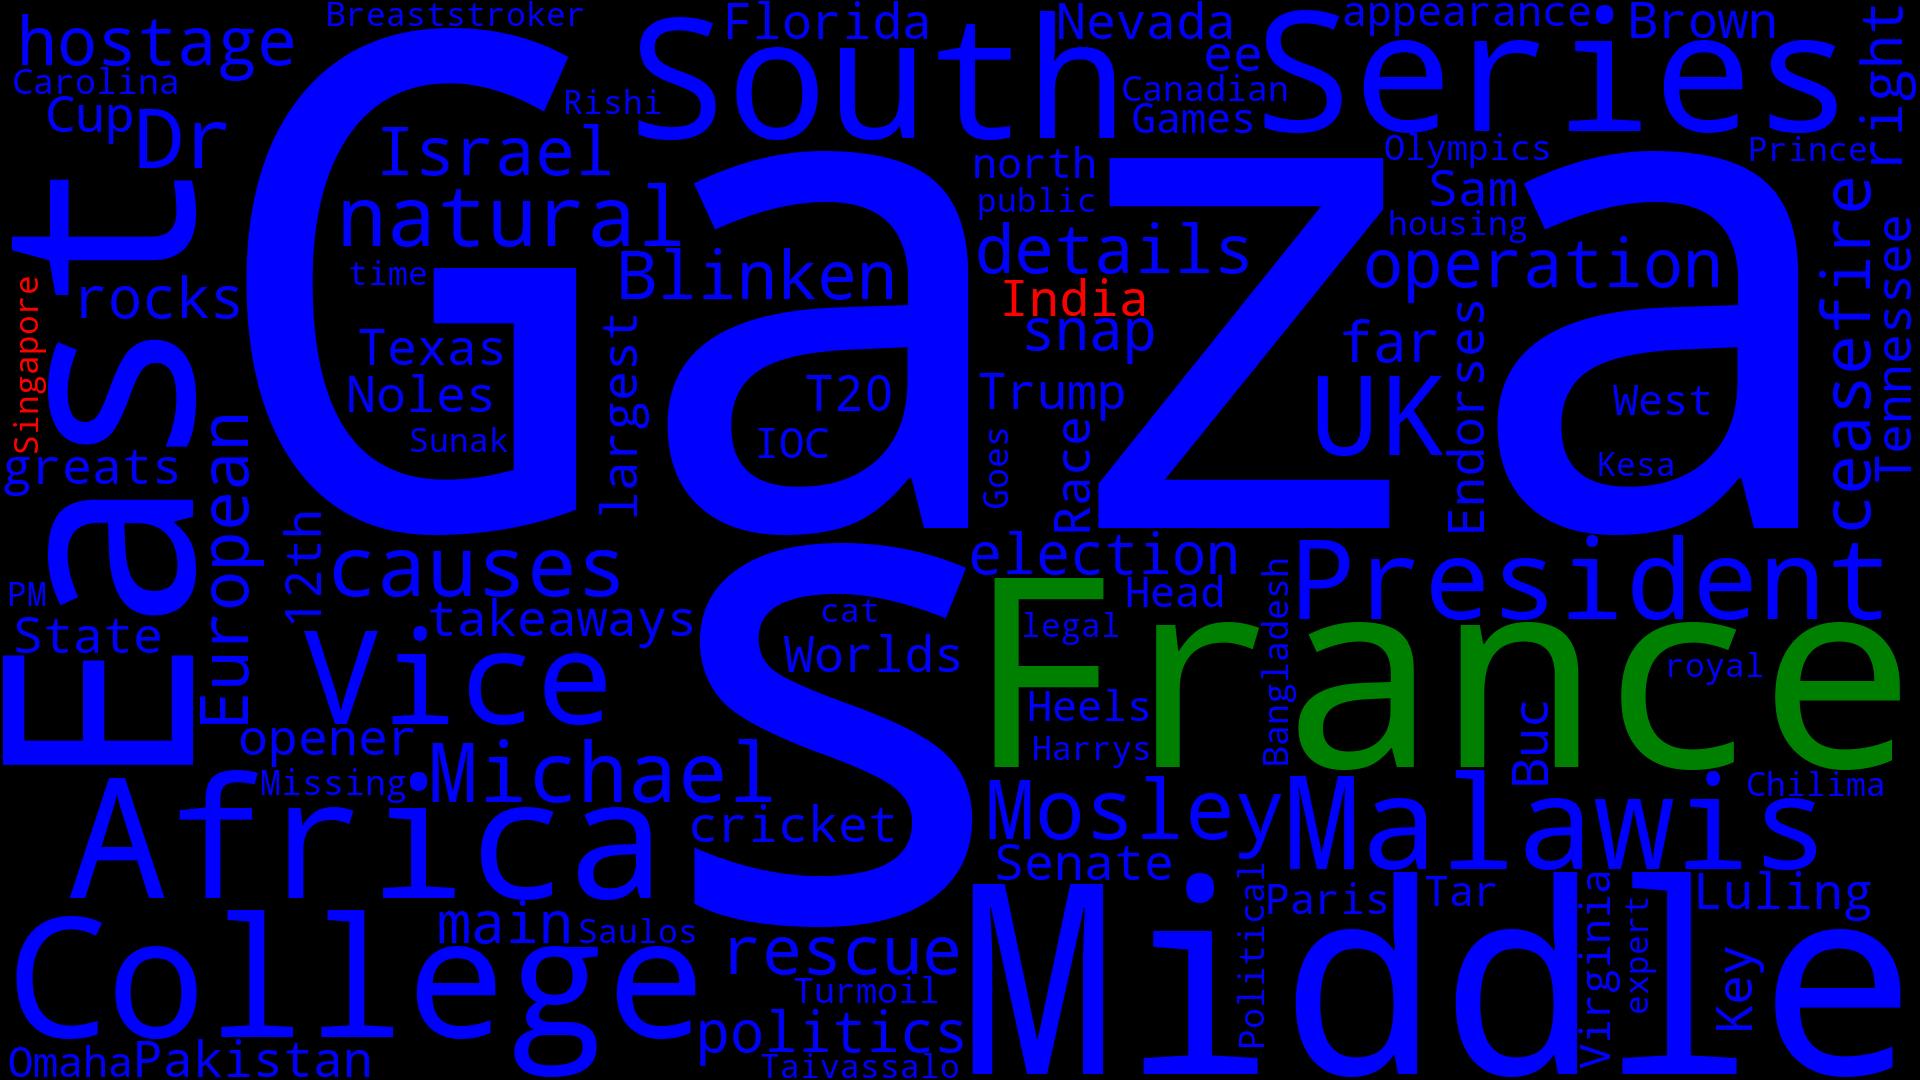 Breaststroker
hostage
Florida
Nevada
appearance
Brown
South
Series
ee
right
Carolina
Canadian
Cup
Rishi
Games
Dr
Israel
north
Olympics
Prince
Gaza
natural
public
Sam
housing
details
operation
Blinken
time
rocks
India
snap
ceasefire
Tennessee
Singapore
East
Texas
largest
far
Endorses
Noles
T20
Trump
UK
West
Sunak
IOC
Goes
Race
Kesa
greats
European
12th
causes
election
President
PM
State
takeaways
cat
Head
legal
Bangladesh
Vice
Worlds
s
France
royal
Heels
Harrys
Buc
opener
Missing
Michael
Mosley
Malawis
Chilima
Africa
cricket
Senate
Political
Paris
Tar
Virginia
expert
Luling
main
Saulos
College
rescue
Middle
Key
Turmoil
politics
Omaha
Pakistan
Taivassalo